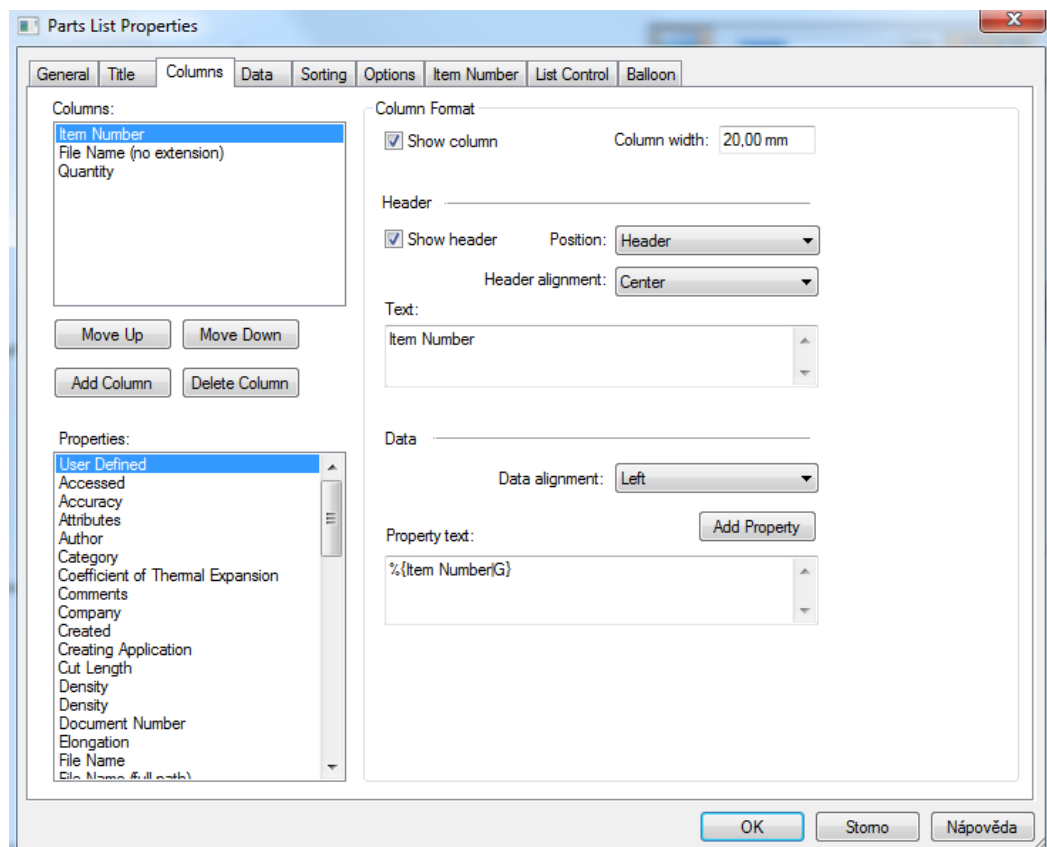 Parts List Properties
General Title Columns Data Sorting Options Item Number List Control Balloon
Columns:
Item Number
File Name (no extension)
Quantity
Move Up Move Down
Add Column Delete Column
Properties:
User Defined
Accessed
Accuracy
Attributes
Author
Category
Coefficient of Thermal Expansion
Comments
Company
Created
Creating Application
Cut Length
Density
Density
Document Number
Elongation
File Name
File Name (full path)
Column Format
Show column Column width: 20,00 mm
Header
Show header Position: Header
Header alignment: Center
Text:
Item Number
Data
Data alignment: Left
Add Property
Property text:
%{Item Number|G}
OK Storno Nápověda